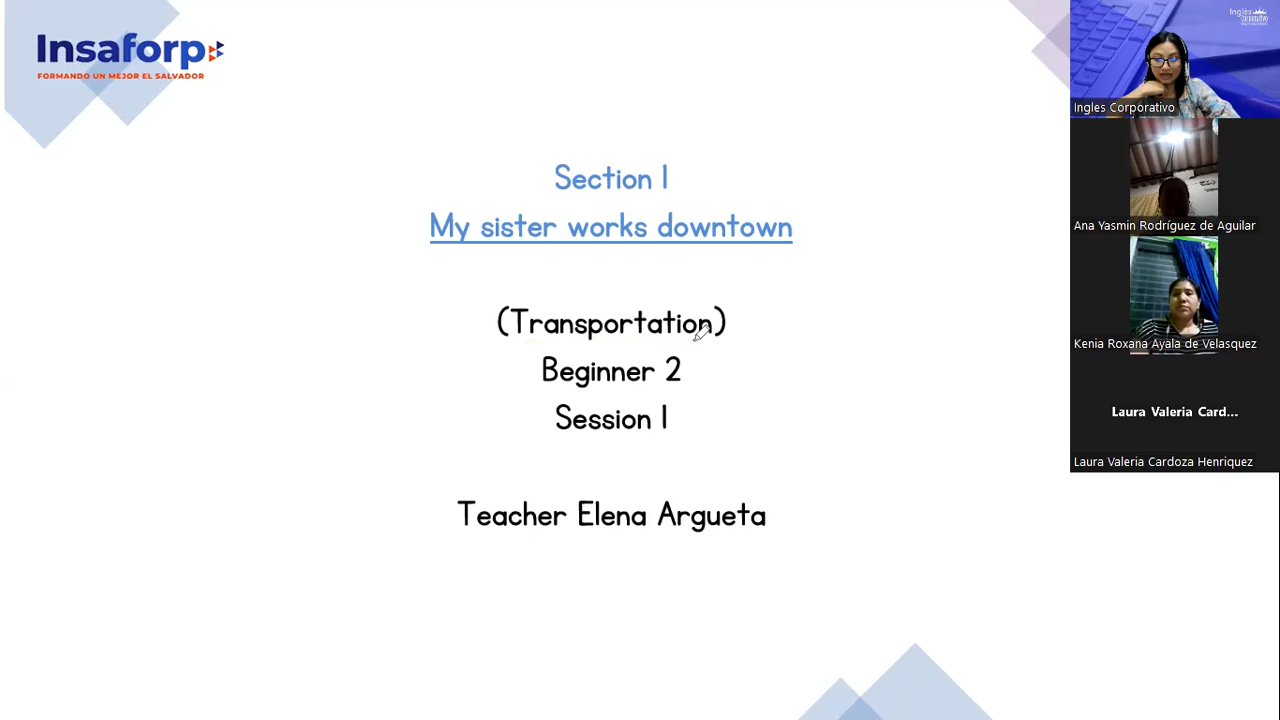 Insaforp
FORMANDO UN MEJOR EL SALVADOR
Section 1
My sister works downtown
(Transportation)
Beginner 2
Session 1
Teacher Elena Argueta
Ingles
corporativo
Ingles Corporativo
Ana Yasmin Rodríguez de Aguilar
Kenia Roxana Ayala de Velasquez
Laura Valeria Card...
Laura Valeria Cardoza Henriquez